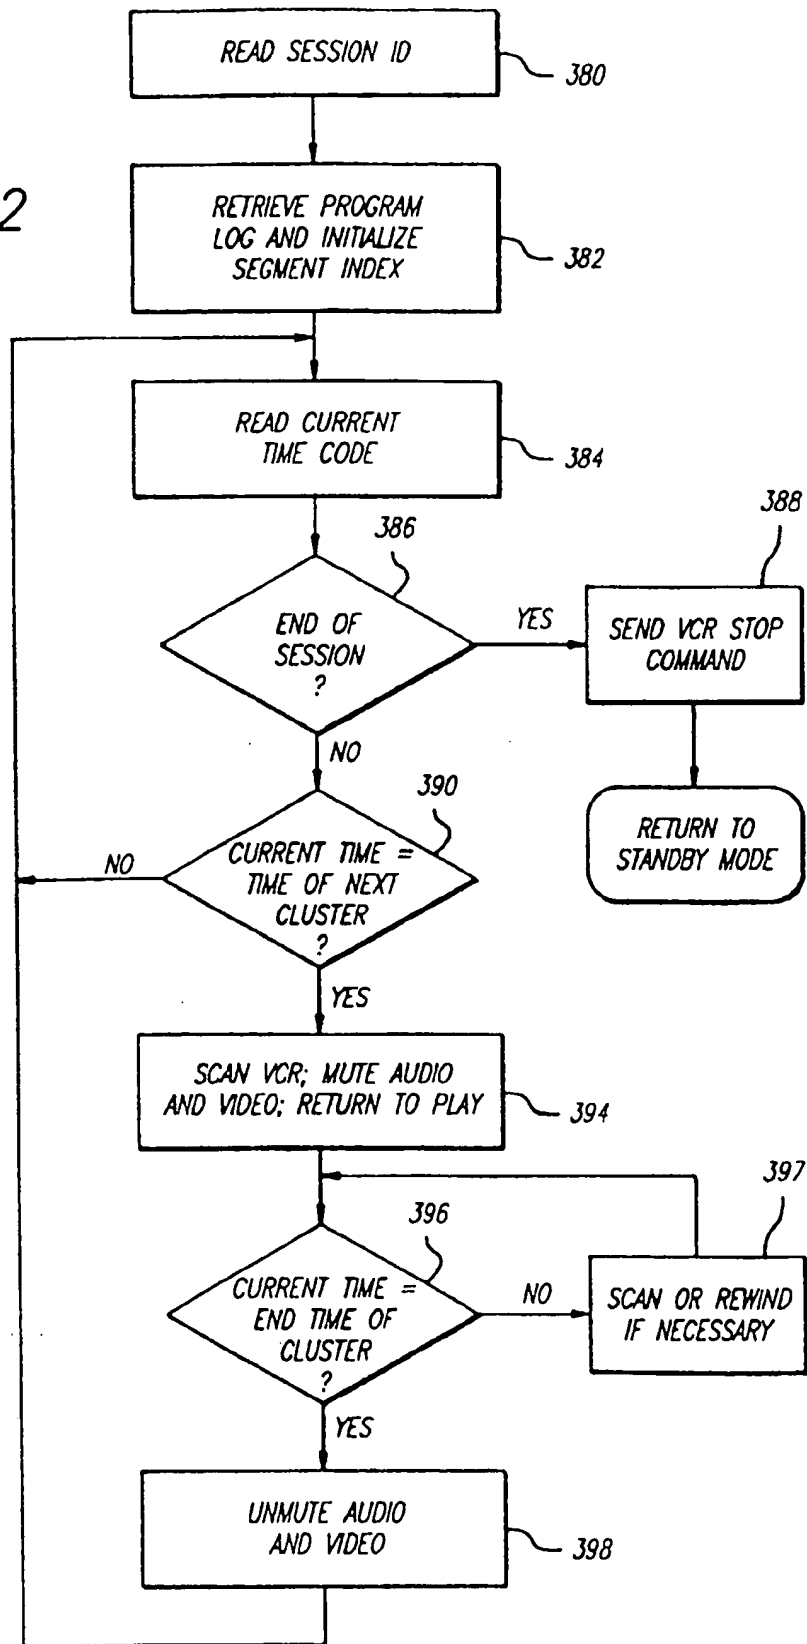 READ SESSION ID
380
2
RETRIEVE PROGRAM
LOG AND INITIALIZE
SEGMENT INDEX
382
READ CURRENT
TIME CODE
384
386
388
END OF
SESSION
?
YES
SEND VCR STOP
COMMAND
NO
390
RETURN TO
STANDBY MODE
CURRENT TIME =
TIME OF NEXT
CLUSTER
?
NO
YES
SCAN VCR; MUTE AUDIO
AND VIDEO; RETURN TO PLAY
394
396
397
CURRENT TIME =
END TIME OF
CLUSTER
?
NO
SCAN OR REWIND
IF NECESSARY
YES
UNMUTE AUDIO
AND VIDEO
398